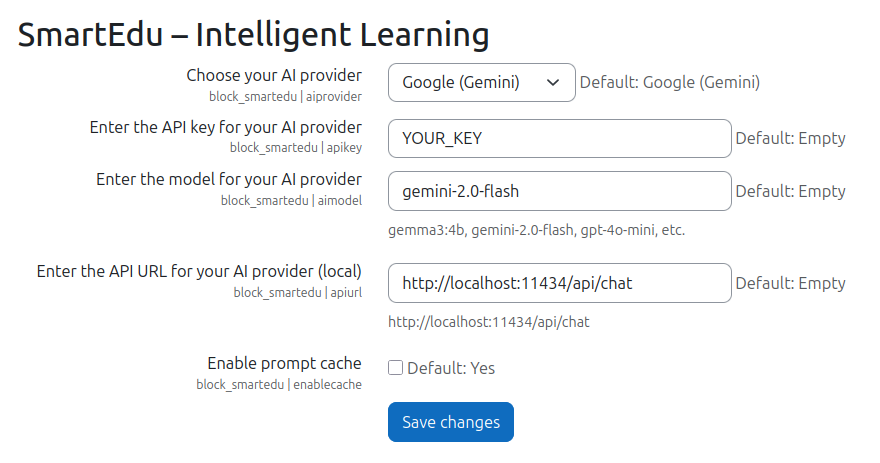 SmartEdu – Intelligent Learning
Choose your AI provider
block_smartedu | aiprovider
Google (Gemini) Default: Google (Gemini)
Enter the API key for your AI provider
block_smartedu | apikey
YOUR_KEY Default: Empty
Enter the model for your AI provider
block_smartedu | aimodel
gemini-2.0-flash Default: Empty
gemma3:4b, gemini-2.0-flash, gpt-4o-mini, etc.
Enter the API URL for your AI provider (local)
block_smartedu | apiurl
http://localhost:11434/api/chat Default: Empty
http://localhost:11434/api/chat
Enable prompt cache
block_smartedu | enablecache
Default: Yes
Save changes